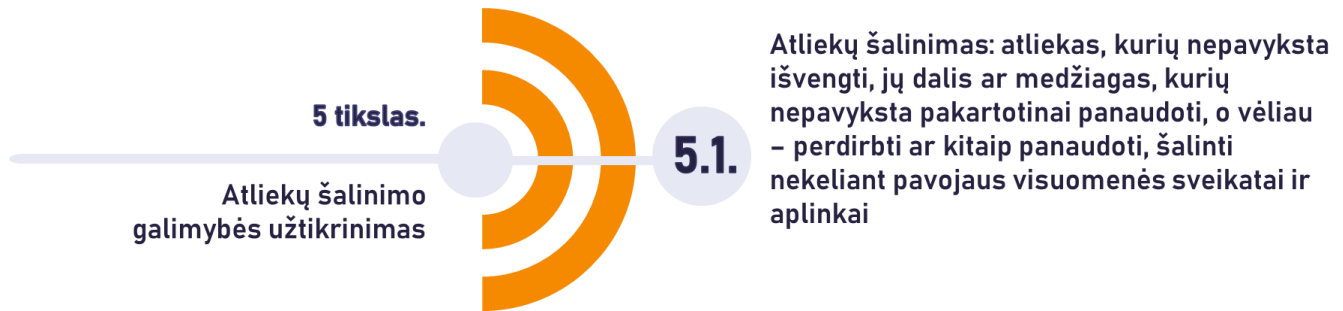 5 tikslas.
Atliekų šalinimo
galimybės užtikrinimas
5.1.
Atliekų šalinimas: atliekas, kurių nepavyksta
išvengti, jų dalis ar medžiagas, kurių
nepavyksta pakartotinai panaudoti, o vėliau
– perdirbti ar kitaip panaudoti, šalinti
nekeliant pavojaus visuomenės sveikatai ir
aplinkai